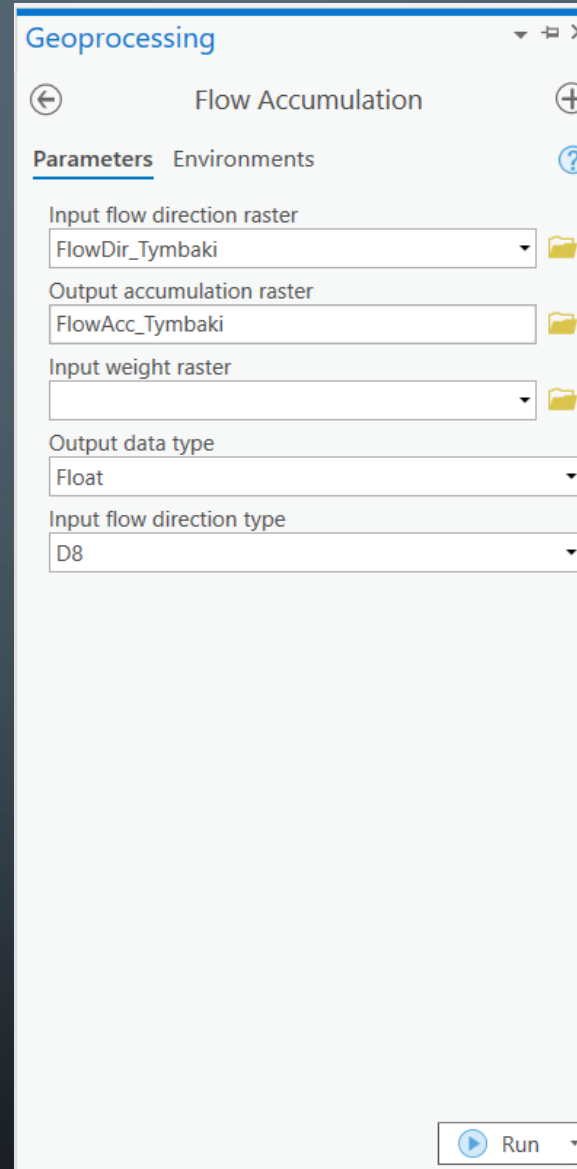 Geoprocessing
Flow Accumulation
Parameters Environments
Input flow direction raster
FlowDir_Tymbaki
Output accumulation raster
FlowAcc_Tymbaki
Input weight raster
Output data type
Float
Input flow direction type
D8
Run